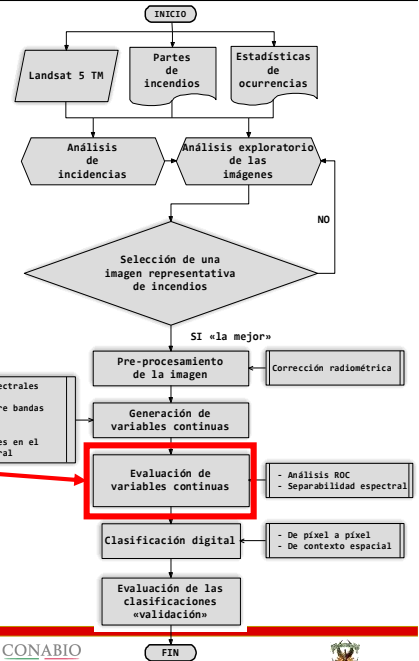 INICIO
Landsat 5 TM
Partes
de
incendios
Estadísticas
de
ocurrencias
Análisis
de
incidencias
Análisis exploratorio
de las
imágenes
NO
Selección de una
imagen representativa
de incendios
SI «la mejor»
Pre-procesamiento
de la imagen
Corrección radiométrica
Generación de
variables continuas
Evaluación de
variables continuas
- Análisis ROC
- Separabilidad espectral
Clasificación digital
- De píxel a píxel
- De contexto espacial
Evaluación de las
clasificaciones
«validación»
CONABIO
FIN